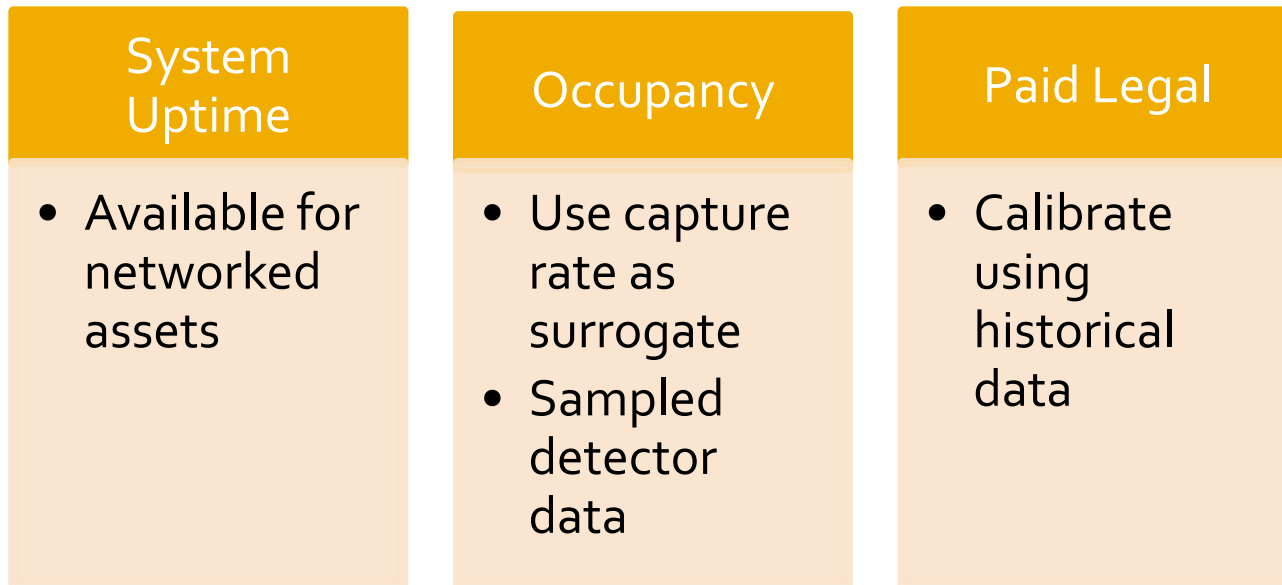 System
Uptime
• Available for
networked
assets
Occupancy
• Use capture
rate as
surrogate
• Sampled
detector
data
Paid Legal
• Calibrate
using
historical
data